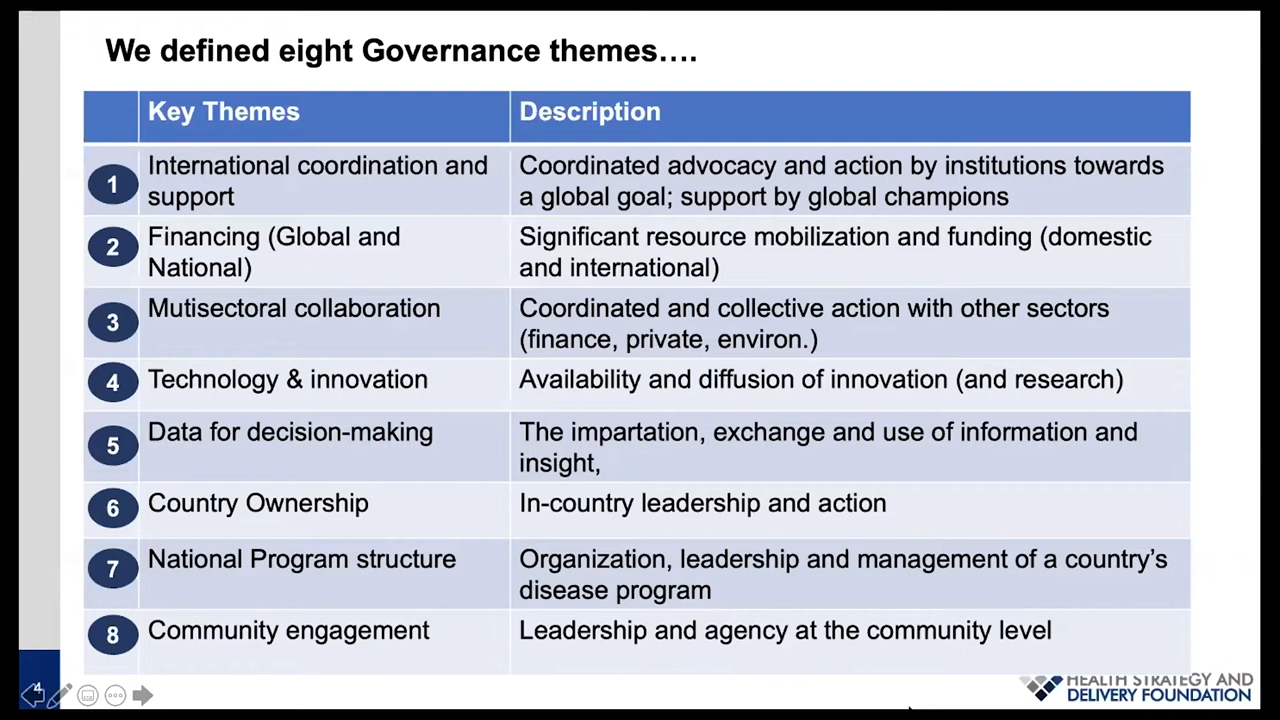 We defined eight Governance themes....
Key Themes
Description
1
International coordination and
support
Coordinated advocacy and action by institutions towards
a global goal; support by global champions
2
Financing (Global and
National)
Significant resource mobilization and funding (domestic
and international)
3
Mutisectoral collaboration
Coordinated and collective action with other sectors
(finance, private, environ.)
4
Technology & innovation
Availability and diffusion of innovation (and research)
5
Data for decision-making
The impartation, exchange and use of information and
insight,
6
Country Ownership
In-country leadership and action
7
National Program structure
Organization, leadership and management of a country’s
disease program
8
Community engagement
Leadership and agency at the community level
4
HEALTH STRATEGY AND
DELIVERY FOUNDATION